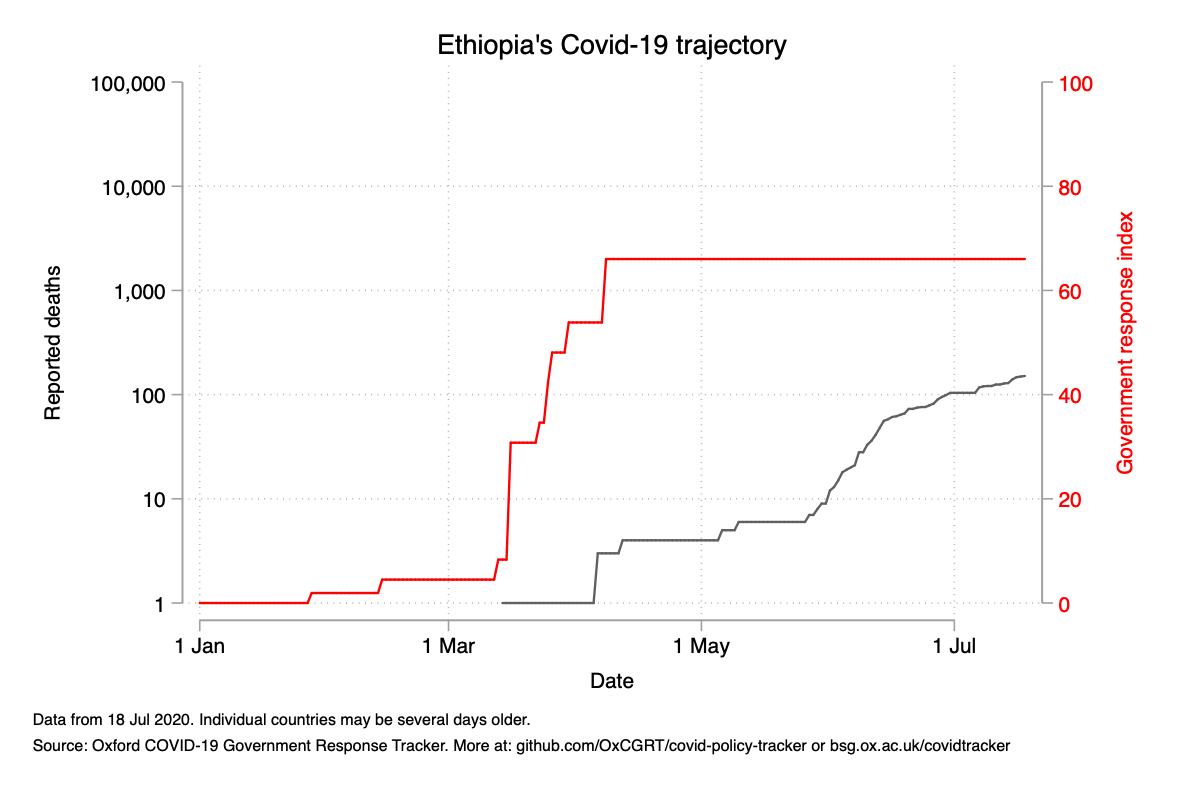 Ethiopia's Covid-19 trajectory
100,000
10,000
1,000
100
10
1
Reported deaths
100
80
60
40
20
0
Government response index
1 Jan
1 Mar
1 May
1 Jul
Date
Data from 18 Jul 2020. Individual countries may be several days older.
Source: Oxford COVID-19 Government Response Tracker. More at: github.com/OxCGRT/covid-policy-tracker or bsg.ox.ac.uk/covidtracker